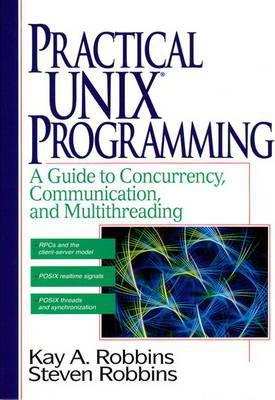 PRACTICAL
UNIX®
PROGRAMMING
A Guide to Concurrency,
Communication,
and Multithreading
RPCs and the
client-server model
POSIX realtime signals
POSIX threads
and synchronization
Kay A. Robbins
Steven Robbins